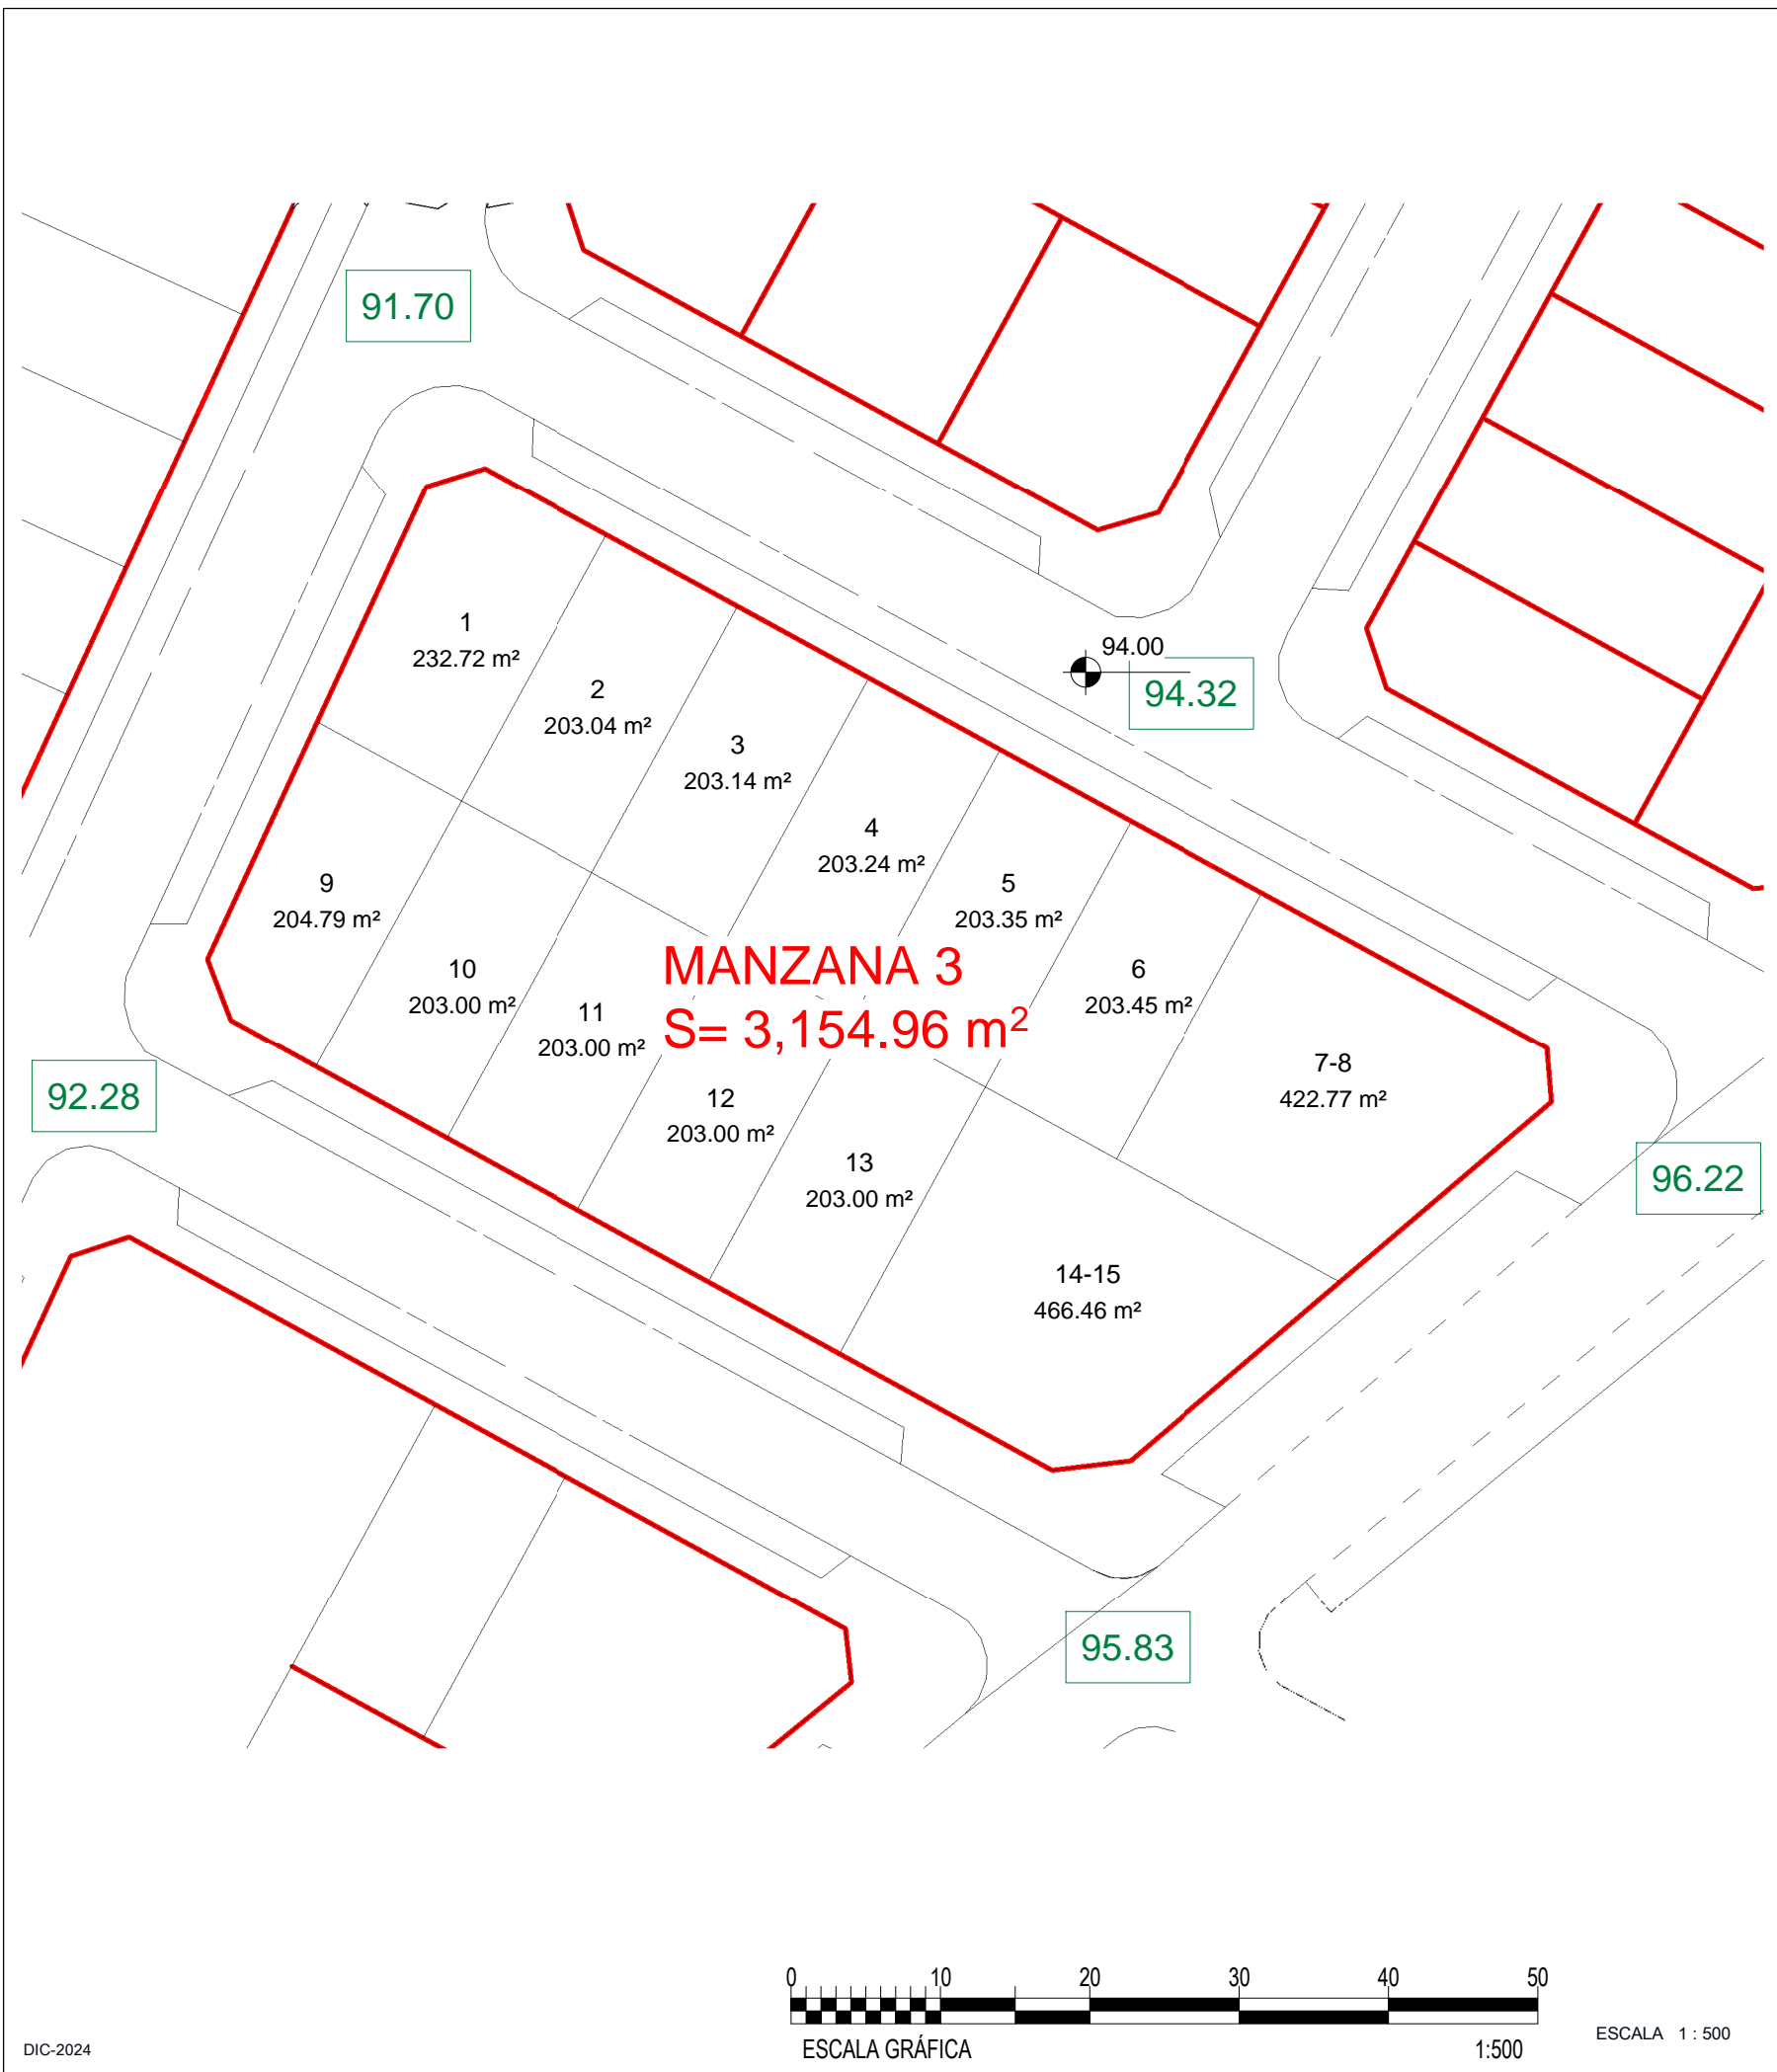 91.70
94.00
94.32
1
232.72 m²
2
203.04 m²
3
203.14 m²
4
203.24 m²
5
203.35 m²
6
203.45 m²
7-8
422.77 m²
9
204.79 m²
10
203.00 m²
11
203.00 m²
MANZANA 3
S= 3,154.96 m²
12
203.00 m²
13
203.00 m²
14-15
466.46 m²
92.28
96.22
95.83
0 10 20 30 40 50
ESCALA GRÁFICA 1:500
ESCALA 1 : 500
DIC-2024